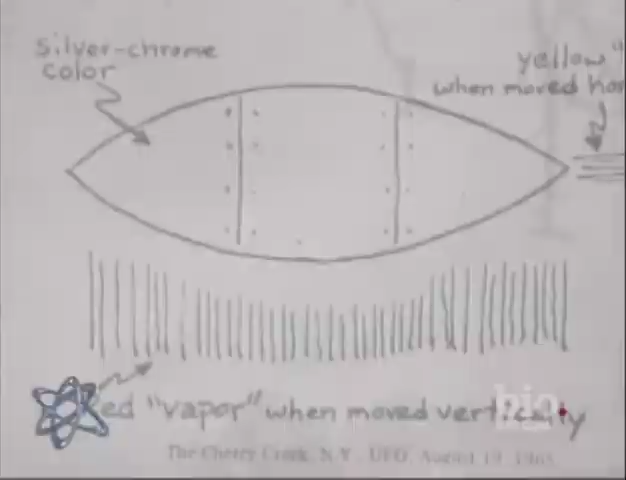 silver-chrome
color
yellow "
when moved hor
ed "vapor" when moved vertically
bio
The Cherry Creek, N.Y., UFO, August 19, 1965